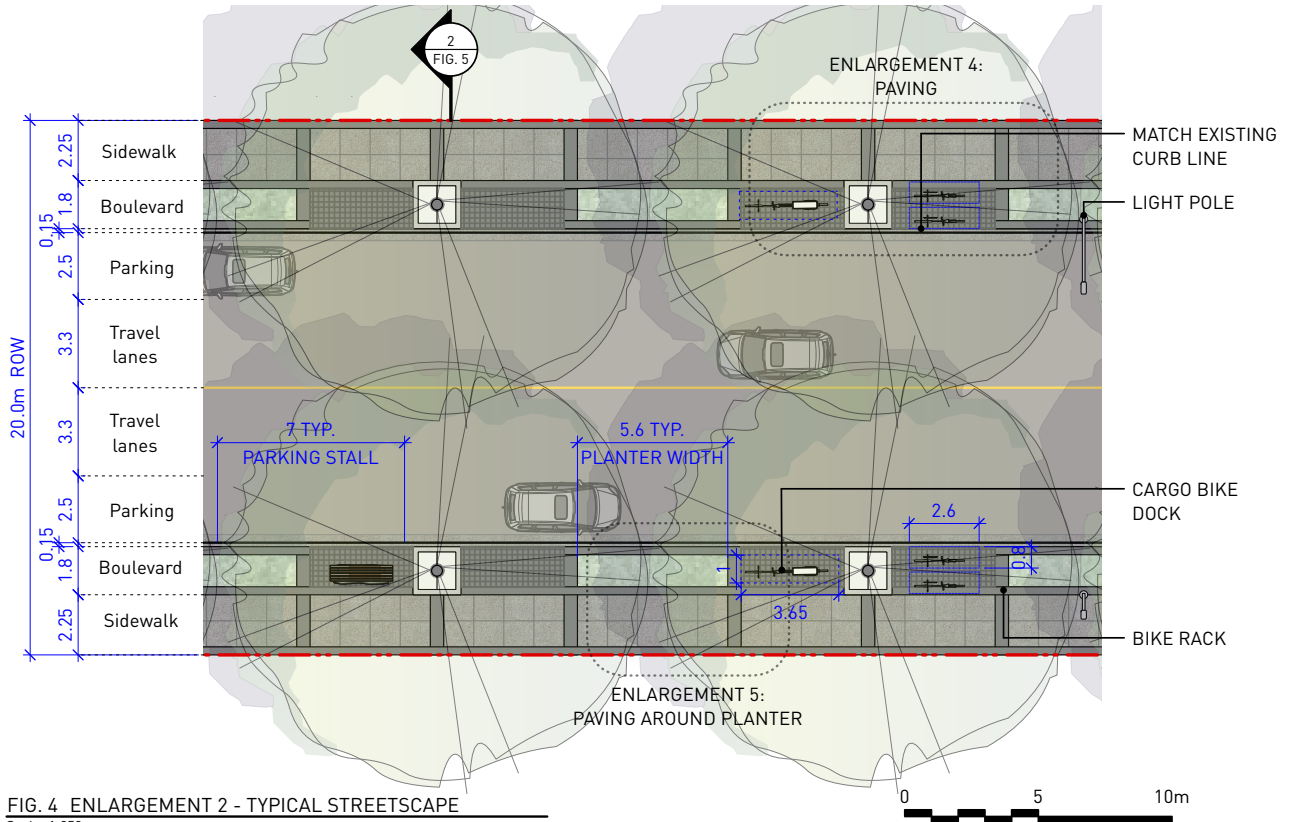 2
FIG. 5
ENLARGEMENT 4:
PAVING
MATCH EXISTING
CURB LINE
LIGHT POLE
20.0m ROW
2.25
Sidewalk
1.8
Boulevard
0.15
2.5
Parking
3.3
Travel
lanes
3.3
Travel
lanes
7 TYP.
PARKING STALL
5.6 TYP.
PLANTER WIDTH
2.5
Parking
0.15
1.8
Boulevard
2.25
Sidewalk
CARGO BIKE
DOCK
2.6
0.8
1
3.65
BIKE RACK
ENLARGEMENT 5:
PAVING AROUND PLANTER
FIG. 4 ENLARGEMENT 2 - TYPICAL STREETSCAPE
0 5 10m